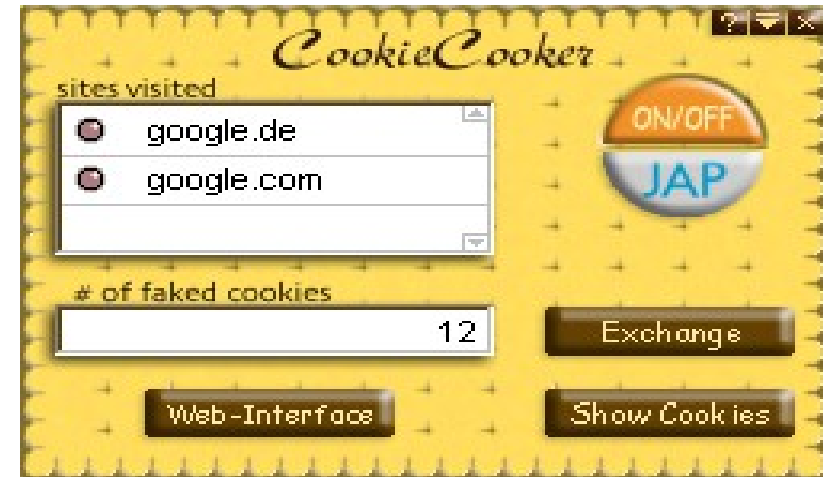 ?
CookieCooker
sites visited
ON/OFF
google.de
JAP
google.com
# of faked cookies
12
Exchange
Web-Interface
Show Cookies